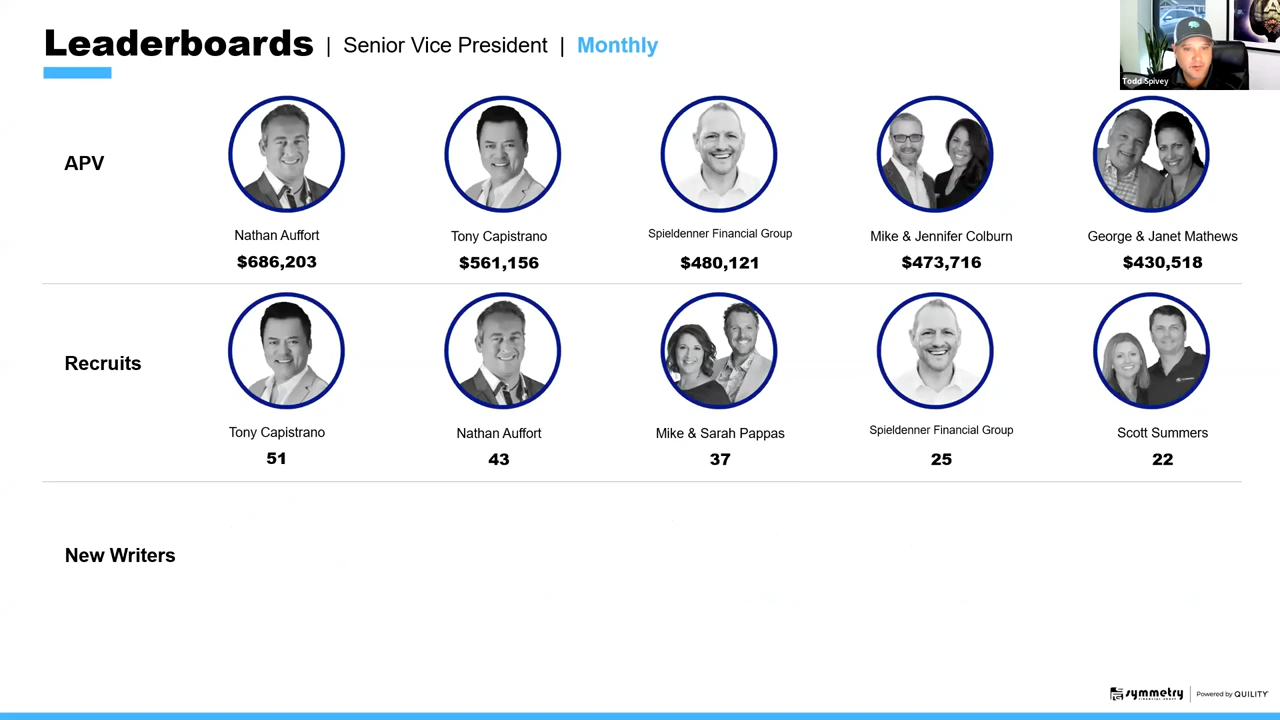 Leaderboards | Senior Vice President | Monthly
Todd Spivey
APV
Nathan Auffort
Tony Capistrano
Spieldenner Financial Group
Mike & Jennifer Colburn
George & Janet Mathews
$686,203
$561,156
$480,121
$473,716
$430,518
Recruits
Tony Capistrano
Nathan Auffort
Mike & Sarah Pappas
Spieldenner Financial Group
Scott Summers
51
43
37
25
22
New Writers
symmetry
FINANCIAL GROUP
Powered by QUILITY